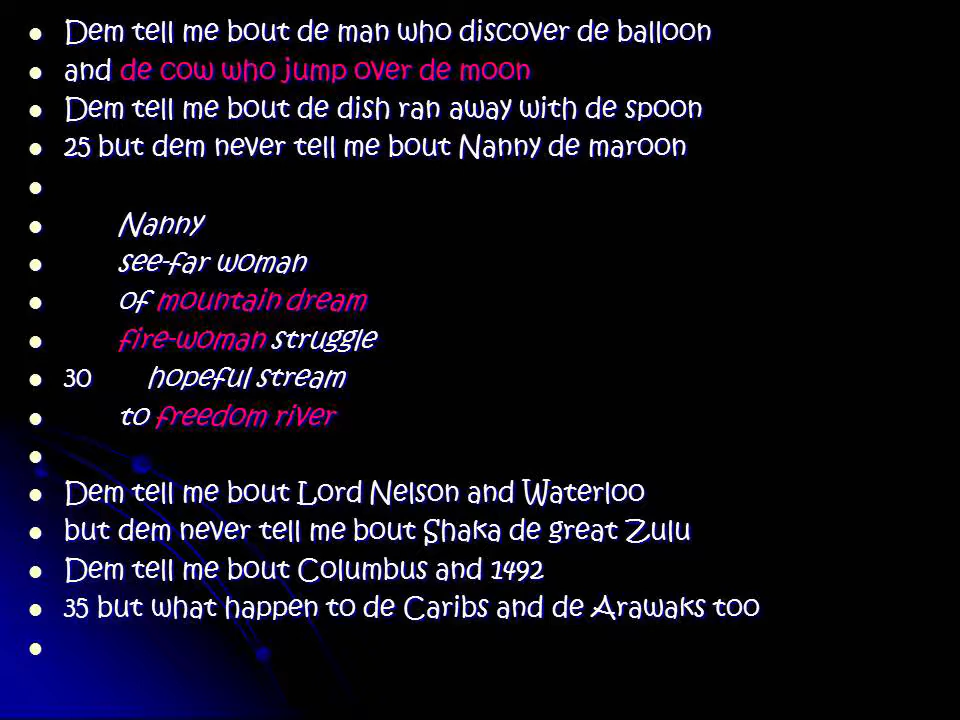 Dem tell me bout de man who discover de balloon
and de cow who jump over de moon
Dem tell me bout de dish ran away with de spoon
25 but dem never tell me bout Nanny de maroon
Nanny
see-far woman
of mountain dream
fire-woman struggle
30 hopeful stream
to freedom river
Dem tell me bout Lord Nelson and Waterloo
but dem never tell me bout Shaka de great Zulu
Dem tell me bout Columbus and 1492
35 but what happen to de Caribs and de Arawaks too